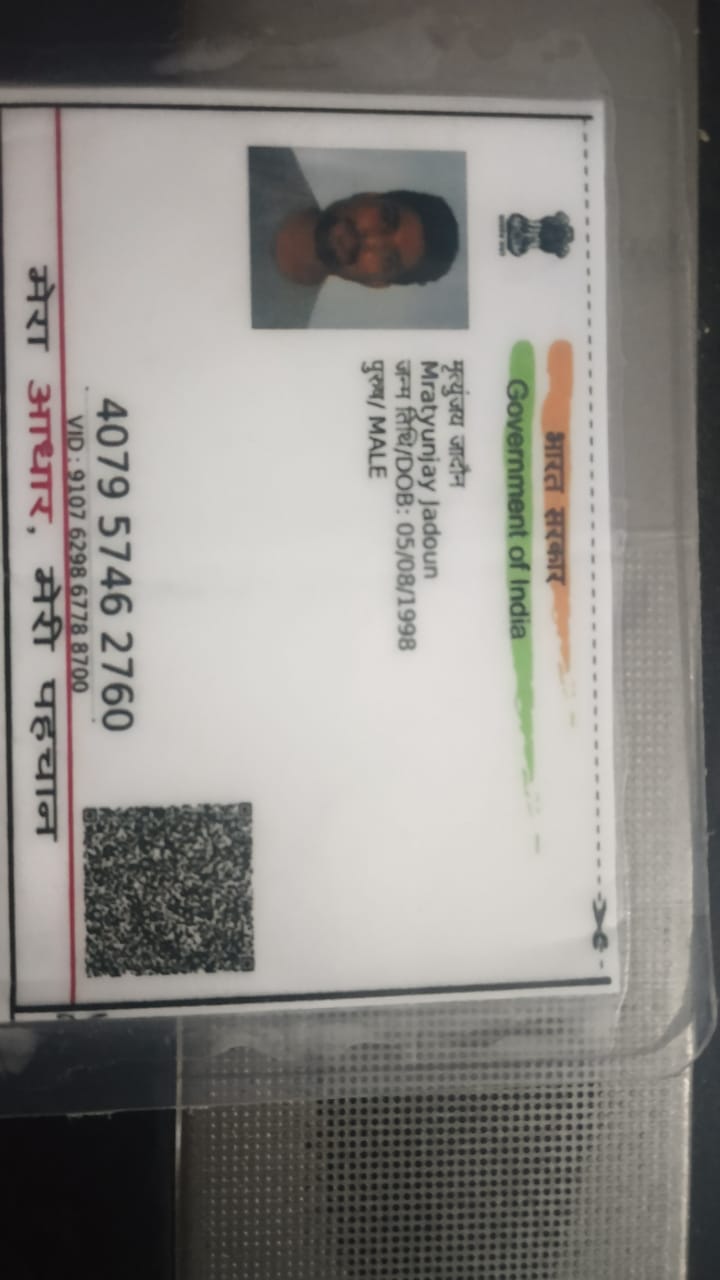 भारत सरकार
Government of India
मृत्युंजय जादौन
Mratyunjay Jadoun
जन्म तिथि/DOB: 05/08/1998
पुरुष/ MALE
4079 5746 2760
VID : 9107 6298 6778 8700
मेरा आधार, मेरी पहचान